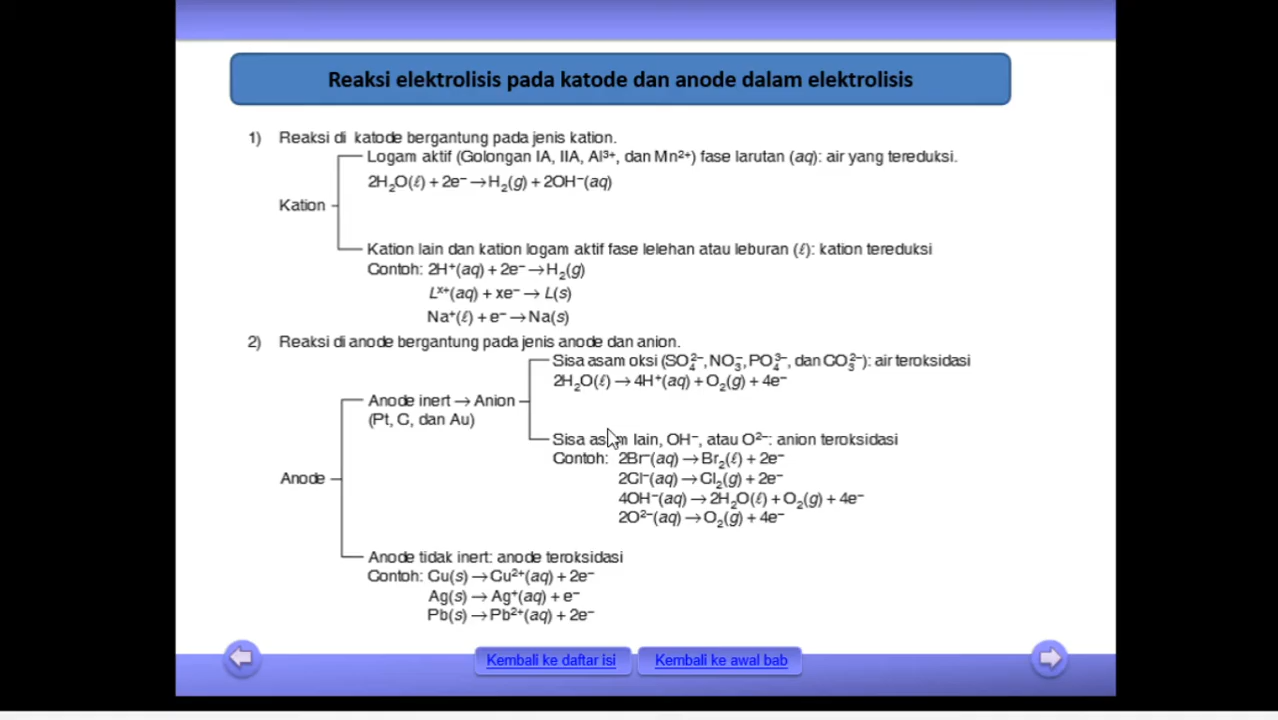 Reaksi elektrolisis pada katode dan anode dalam elektrolisis
1) Reaksi di katode bergantung pada jenis kation.
Logam aktif (Golongan IA, IIA, Al³⁺, dan Mn²⁺) fase larutan (aq): air yang tereduksi.
2H₂O(ℓ) + 2e⁻ → H₂(g) + 2OH⁻(aq)
Kation
Kation lain dan kation logam aktif fase lelehan atau leburan (ℓ): kation tereduksi
Contoh: 2H⁺(aq) + 2e⁻ → H₂(g)
Lˣ⁺(aq) + xe⁻ → L(s)
Na⁺(ℓ) + e⁻ → Na(s)
2) Reaksi di anode bergantung pada jenis anode dan anion.
Sisa asam oksi (SO₄²⁻, NO₃⁻, PO₄³⁻, dan CO₃²⁻): air teroksidasi
2H₂O(ℓ) → 4H⁺(aq) + O₂(g) + 4e⁻
Anode inert → Anion
(Pt, C, dan Au)
Sisa asam lain, OH⁻, atau O²⁻: anion teroksidasi
Contoh: 2Br⁻(aq) → Br₂(ℓ) + 2e⁻
2Cl⁻(aq) → Cl₂(g) + 2e⁻
4OH⁻(aq) → 2H₂O(ℓ) + O₂(g) + 4e⁻
2O²⁻(aq) → O₂(g) + 4e⁻
Anode
Anode tidak inert: anode teroksidasi
Contoh: Cu(s) → Cu²⁺(aq) + 2e⁻
Ag(s) → Ag⁺(aq) + e⁻
Pb(s) → Pb²⁺(aq) + 2e⁻
Kembali ke daftar isi
Kembali ke awal bab